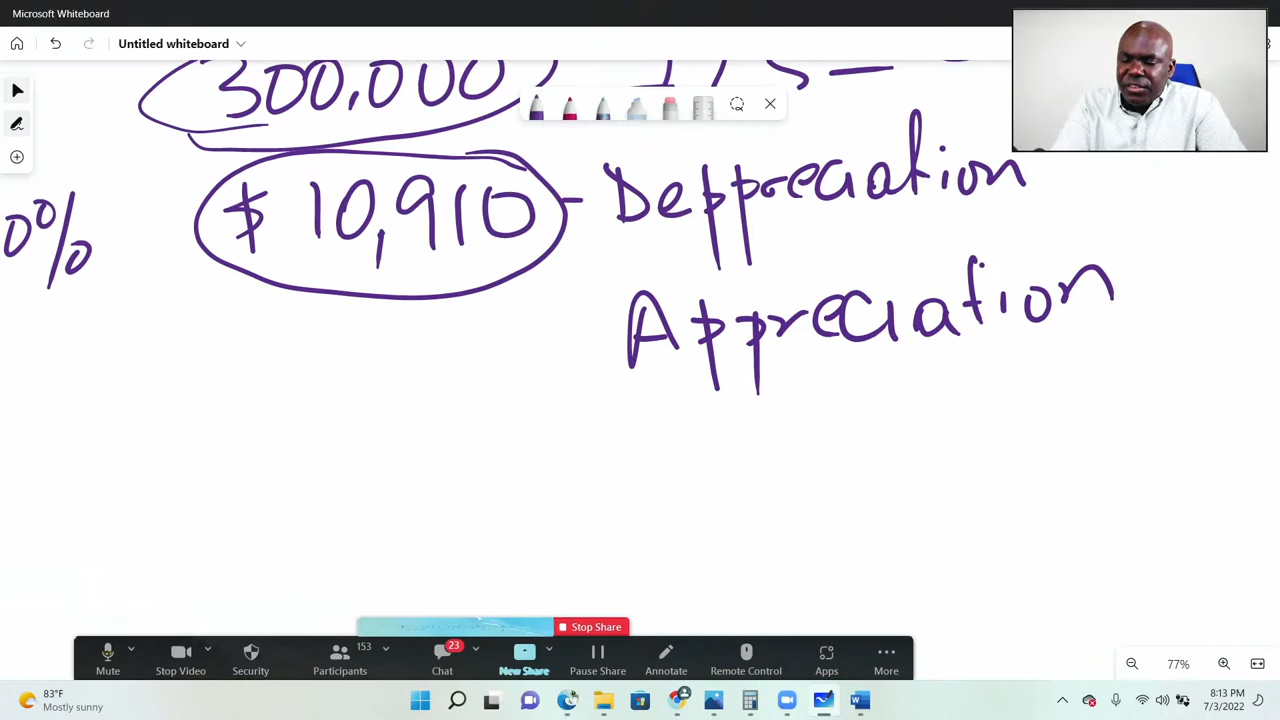 Microsoft Whiteboard
Untitled whiteboard
300,000
$ 10,910 - Deppreciation
0%
Appreciation
Stop Share
153
23
Mute
Stop Video
Security
Participants
Chat
New Share
Pause Share
Annotate
Remote Control
Apps
More
77%
83°F
Mostly sunny
8:13 PM
7/3/2022